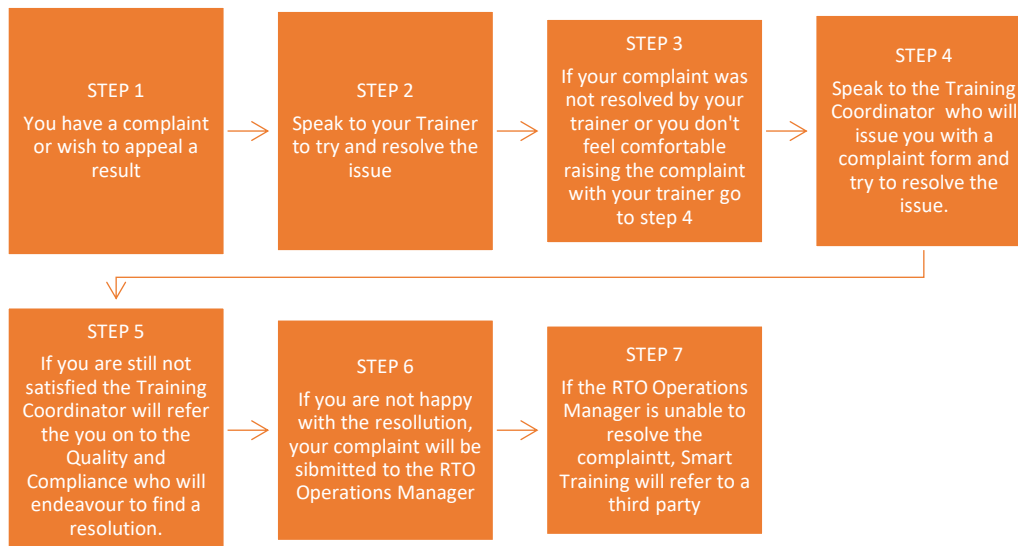 STEP 1
You have a complaint
or wish to appeal a
result
STEP 2
Speak to your Trainer
to try and resolve the
issue
STEP 3
If your complaint was
not resolved by your
trainer or you don't
feel comfortable
raising the complaint
with your trainer go
to step 4
STEP 4
Speak to the Training
Coordinator who will
issue you with a
complaint form and
try to resolve the
issue.
STEP 5
If you are still not
satisfied the Training
Coordinator will refer
the you on to the
Quality and
Compliance who will
endeavour to find a
resolution.
STEP 6
If you are not happy
with the resollution,
your complaint will be
sibmitted to the RTO
Operations Manager
STEP 7
If the RTO Operations
Manager is unable to
resolve the
complaintt, Smart
Training will refer to a
third party